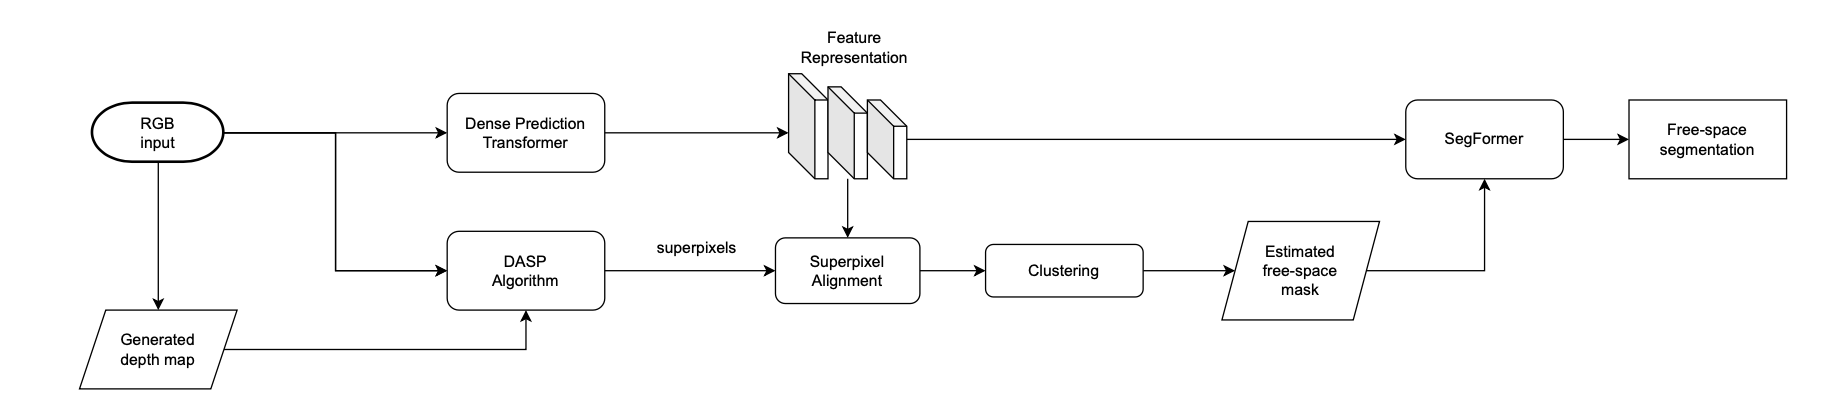 Feature
Representation
RGB
input
Dense Prediction
Transformer
SegFormer
Free-space
segmentation
DASP
Algorithm
superpixels
Superpixel
Alignment
Clustering
Estimated
free-space
mask
Generated
depth map